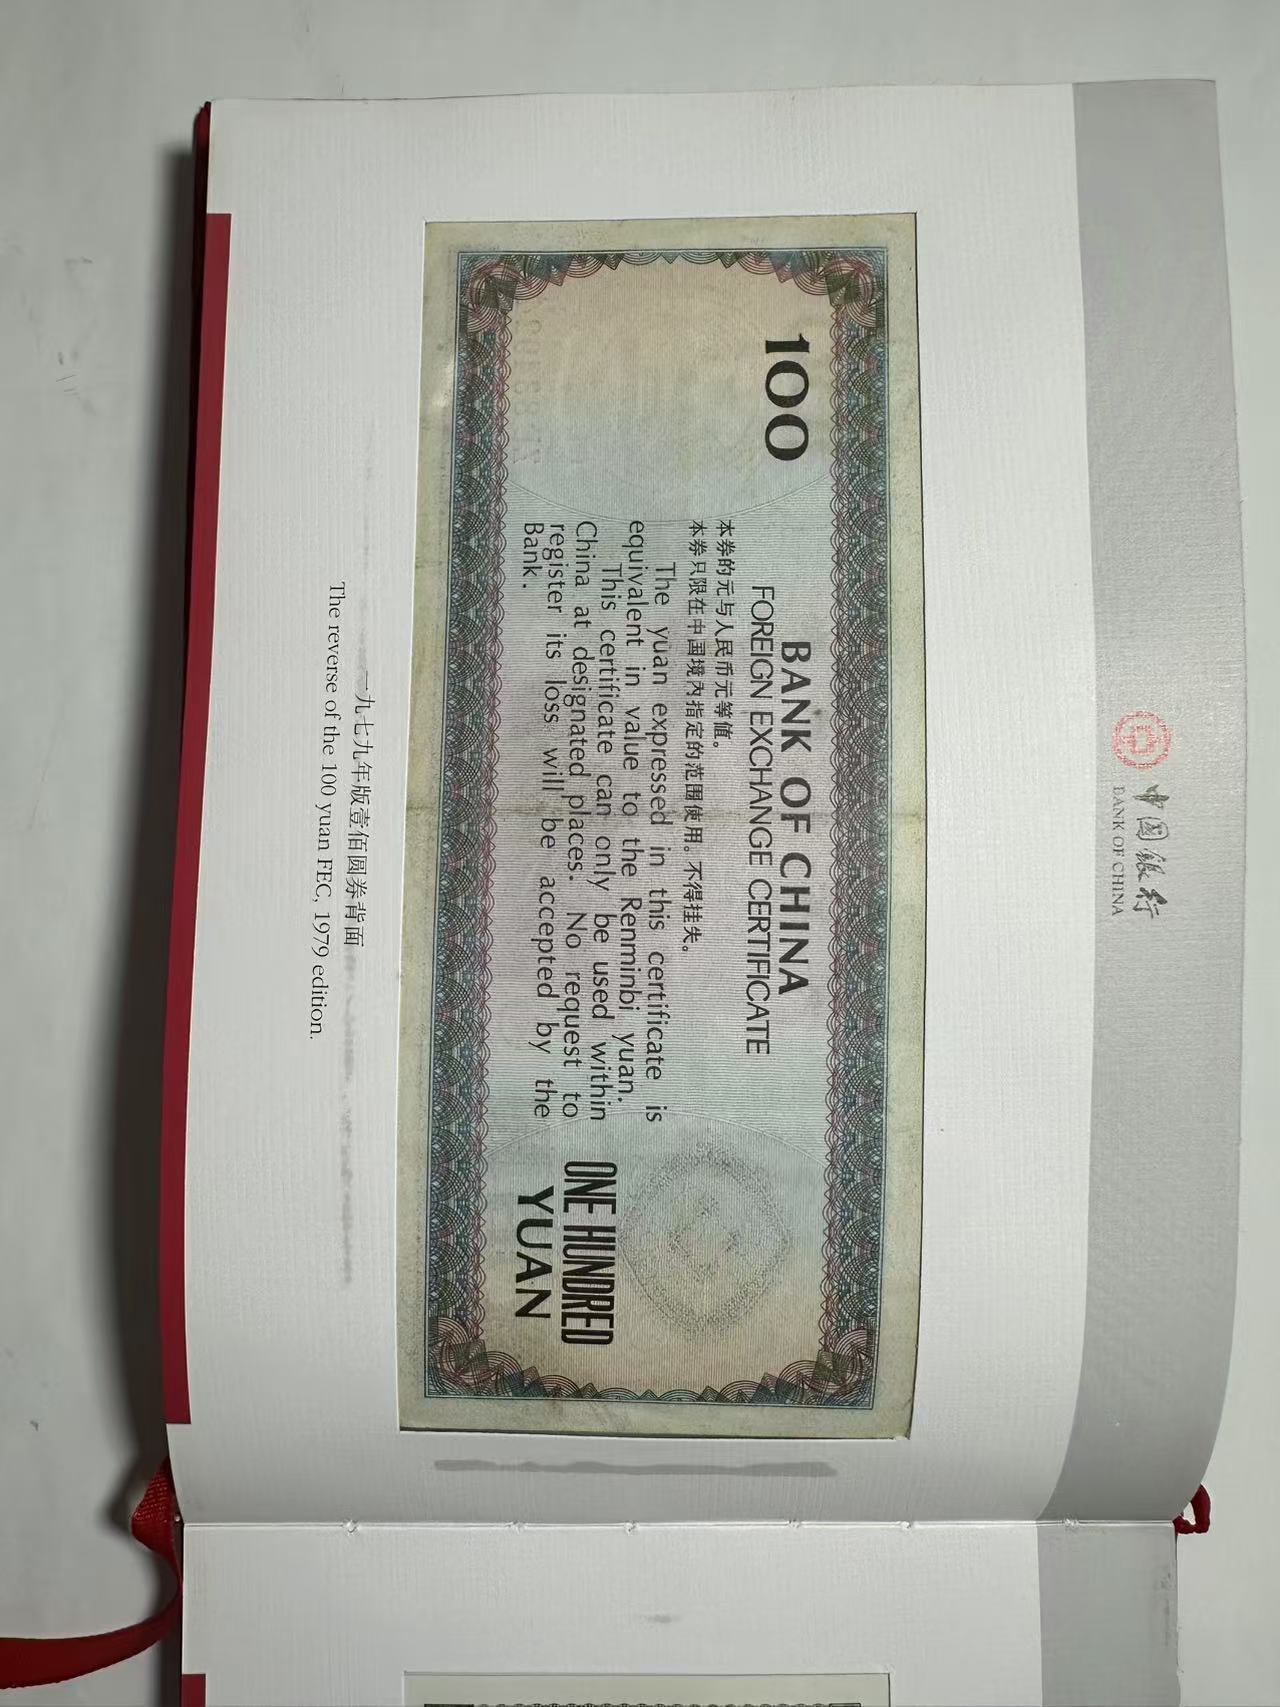 中国银行
BANK OF CHINA
100
BANK OF CHINA
FOREIGN EXCHANGE CERTIFICATE
本券的元与人民币元等值。
本券只限在中国境内指定的范围使用。不得挂失。
The yuan expressed in this certificate is
equivalent in value to the Renminbi yuan.
This certificate can only be used within
China at designated places. No request to
register its loss will be accepted by the
Bank.
ONE HUNDRED
YUAN
一九七九年版壹佰圆券背面
The reverse of the 100 yuan FEC, 1979 edition.